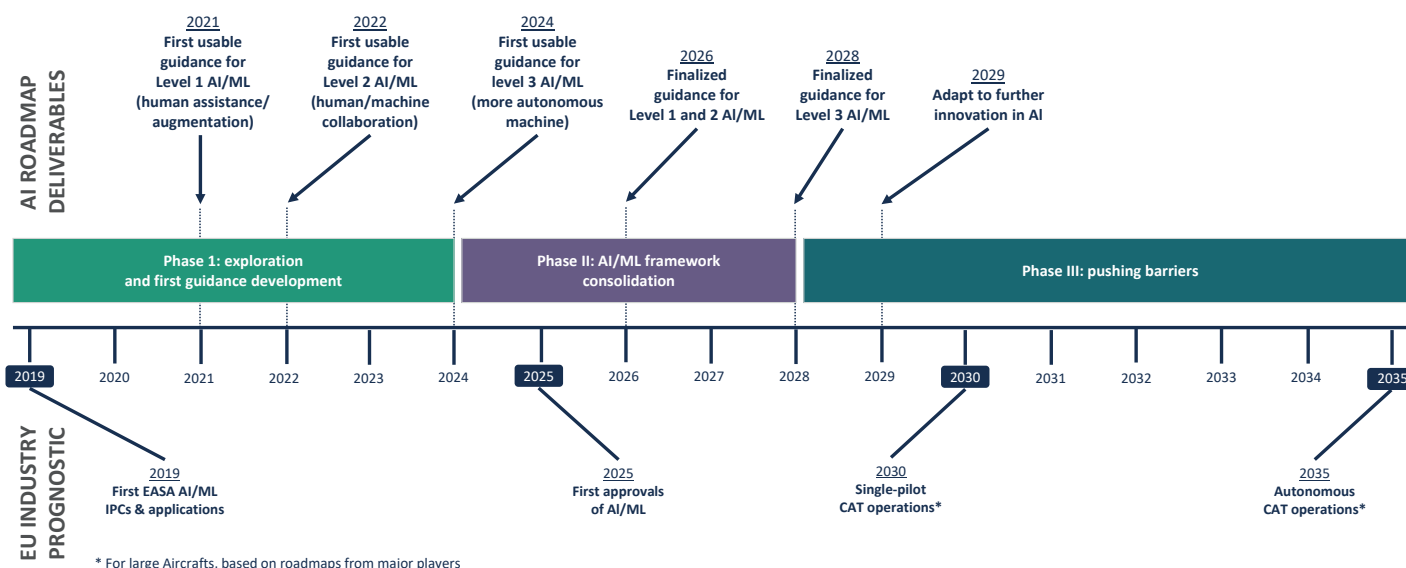 AI ROADMAP
DELIVERABLES
2021
First usable
guidance for
Level 1 AI/ML
(human assistance/
augmentation)
2022
First usable
guidance for
Level 2 AI/ML
(human/machine
collaboration)
2024
First usable
guidance for
level 3 AI/ML
(more autonomous
machine)
2026
Finalized
guidance for
Level 1 and 2 AI/ML
2028
Finalized
guidance for
Level 3 AI/ML
2029
Adapt to further
innovation in AI
Phase 1: exploration
and first guidance development
Phase II: AI/ML framework
consolidation
Phase III: pushing barriers
2019
2020
2021
2022
2023
2024
2025
2026
2027
2028
2029
2030
2031
2032
2033
2034
2035
EU INDUSTRY
PROGNOSTIC
2019
First EASA AI/ML
IPCs & applications
2025
First approvals
of AI/ML
2030
Single-pilot
CAT operations*
2035
Autonomous
CAT operations*
* For large Aircrafts, based on roadmaps from major players